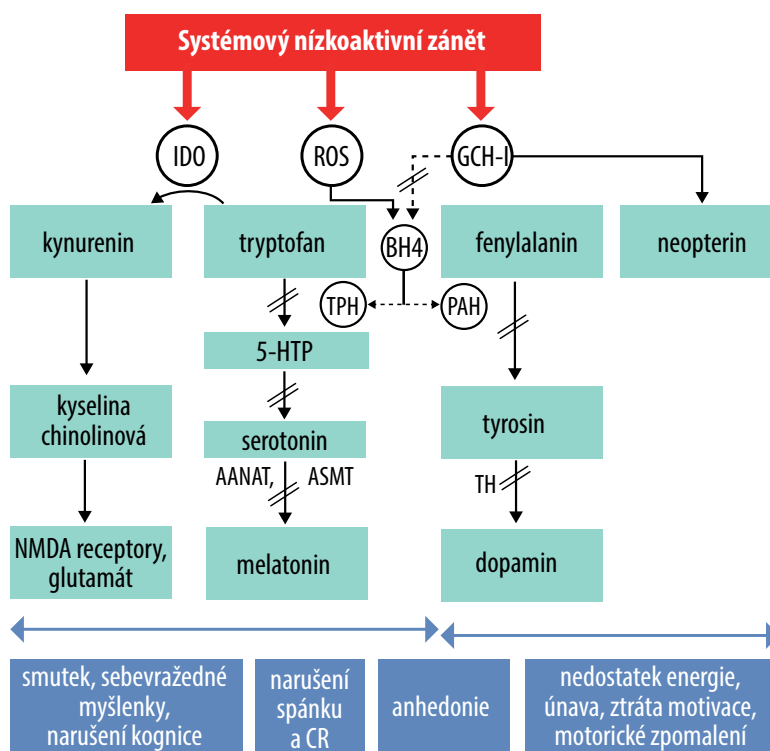 Systémový nízkoaktivní zánět
IDO
ROS
GCH-I
kynurenin
tryptofan
BH4
fenylalanin
neopterin
TPH
PAH
5-HTP
kyselina
chinolinová
serotonin
tyrosin
AANAT,
ASMT
TH
NMDA receptory,
glutamát
melatonin
dopamin
smutek, sebevražedné
myšlenky,
narušení kognice
narušení
spánku
a CR
anhedonie
nedostatek energie,
únava, ztráta motivace,
motorické zpomalení